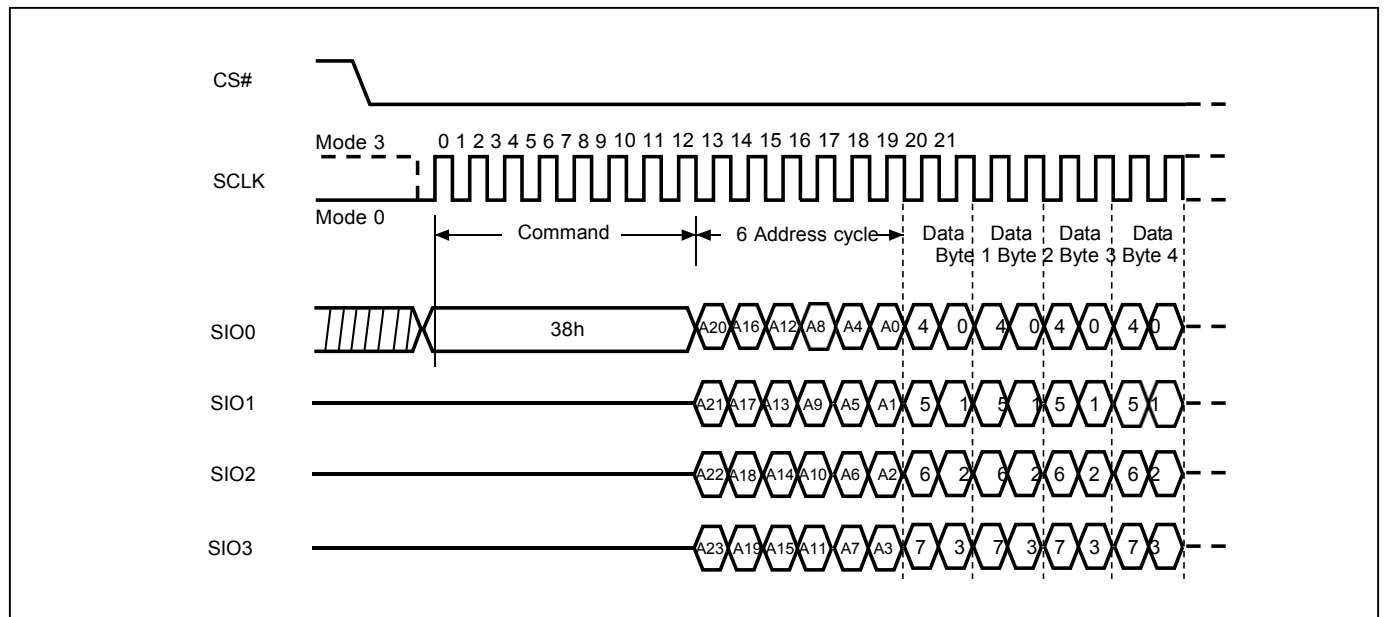 CS#
Mode 3
0 1 2 3 4 5 6 7 8 9 10 11 12 13 14 15 16 17 18 19 20 21
SCLK
Mode 0
Command
6 Address cycle
Data Data Data Data
Byte 1 Byte 2 Byte 3 Byte 4
SIO0
38h
A20 A16 A12 A8 A4 A0 4 0 4 0 4 0 4 0
SIO1
A21 A17 A13 A9 A5 A1 5 1 5 1 5 1 5 1
SIO2
A22 A18 A14 A10 A6 A2 6 2 6 2 6 2 6 2
SIO3
A23 A19 A15 A11 A7 A3 7 3 7 3 7 3 7 3